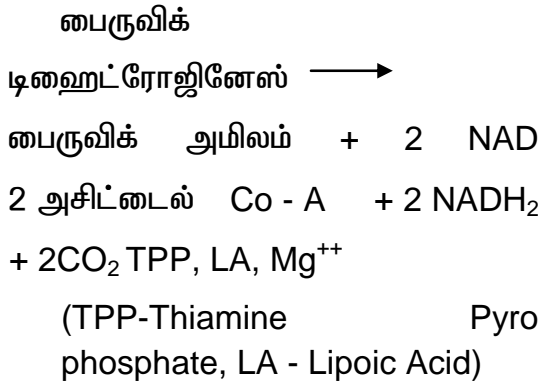 பைருவிக்
டிஹைட்ரோஜினேஸ் ⟶
பைருவிக் அமிலம் + 2 NAD
2 அசிட்டைல் Co - A + 2 NADH₂
+ 2CO₂ TPP, LA, Mg⁺⁺
(TPP-Thiamine Pyro
phosphate, LA - Lipoic Acid)